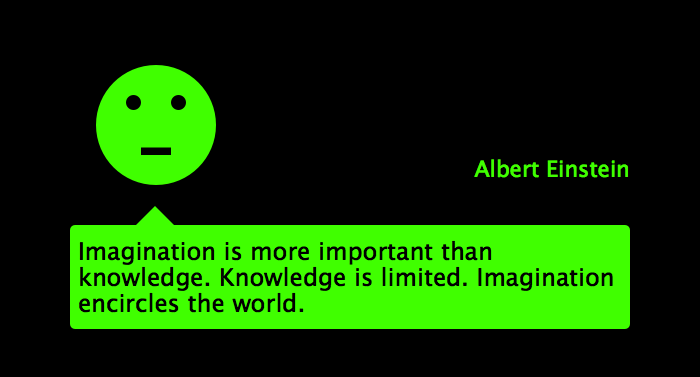 Albert Einstein
Imagination is more important than
knowledge. Knowledge is limited. Imagination
encircles the world.